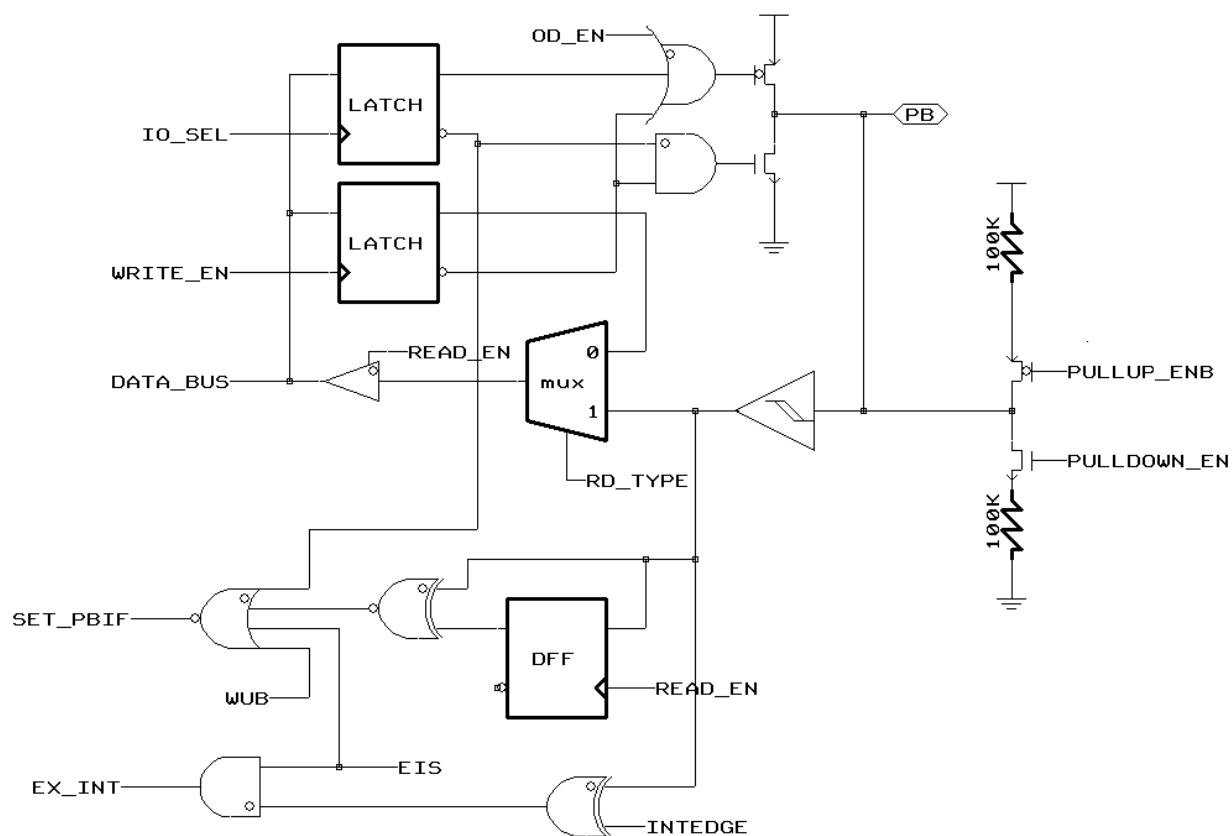 OD_EN
LATCH
PB
IO_SEL
LATCH
100K
WRITE_EN
READ_EN
0
DATA_BUS
mux
PULLUP_ENB
1
PULLDOWN_EN
RD_TYPE
100K
SET_PBIF
DFF
WUB
READ_EN
EIS
EX_INT
INTEDGE